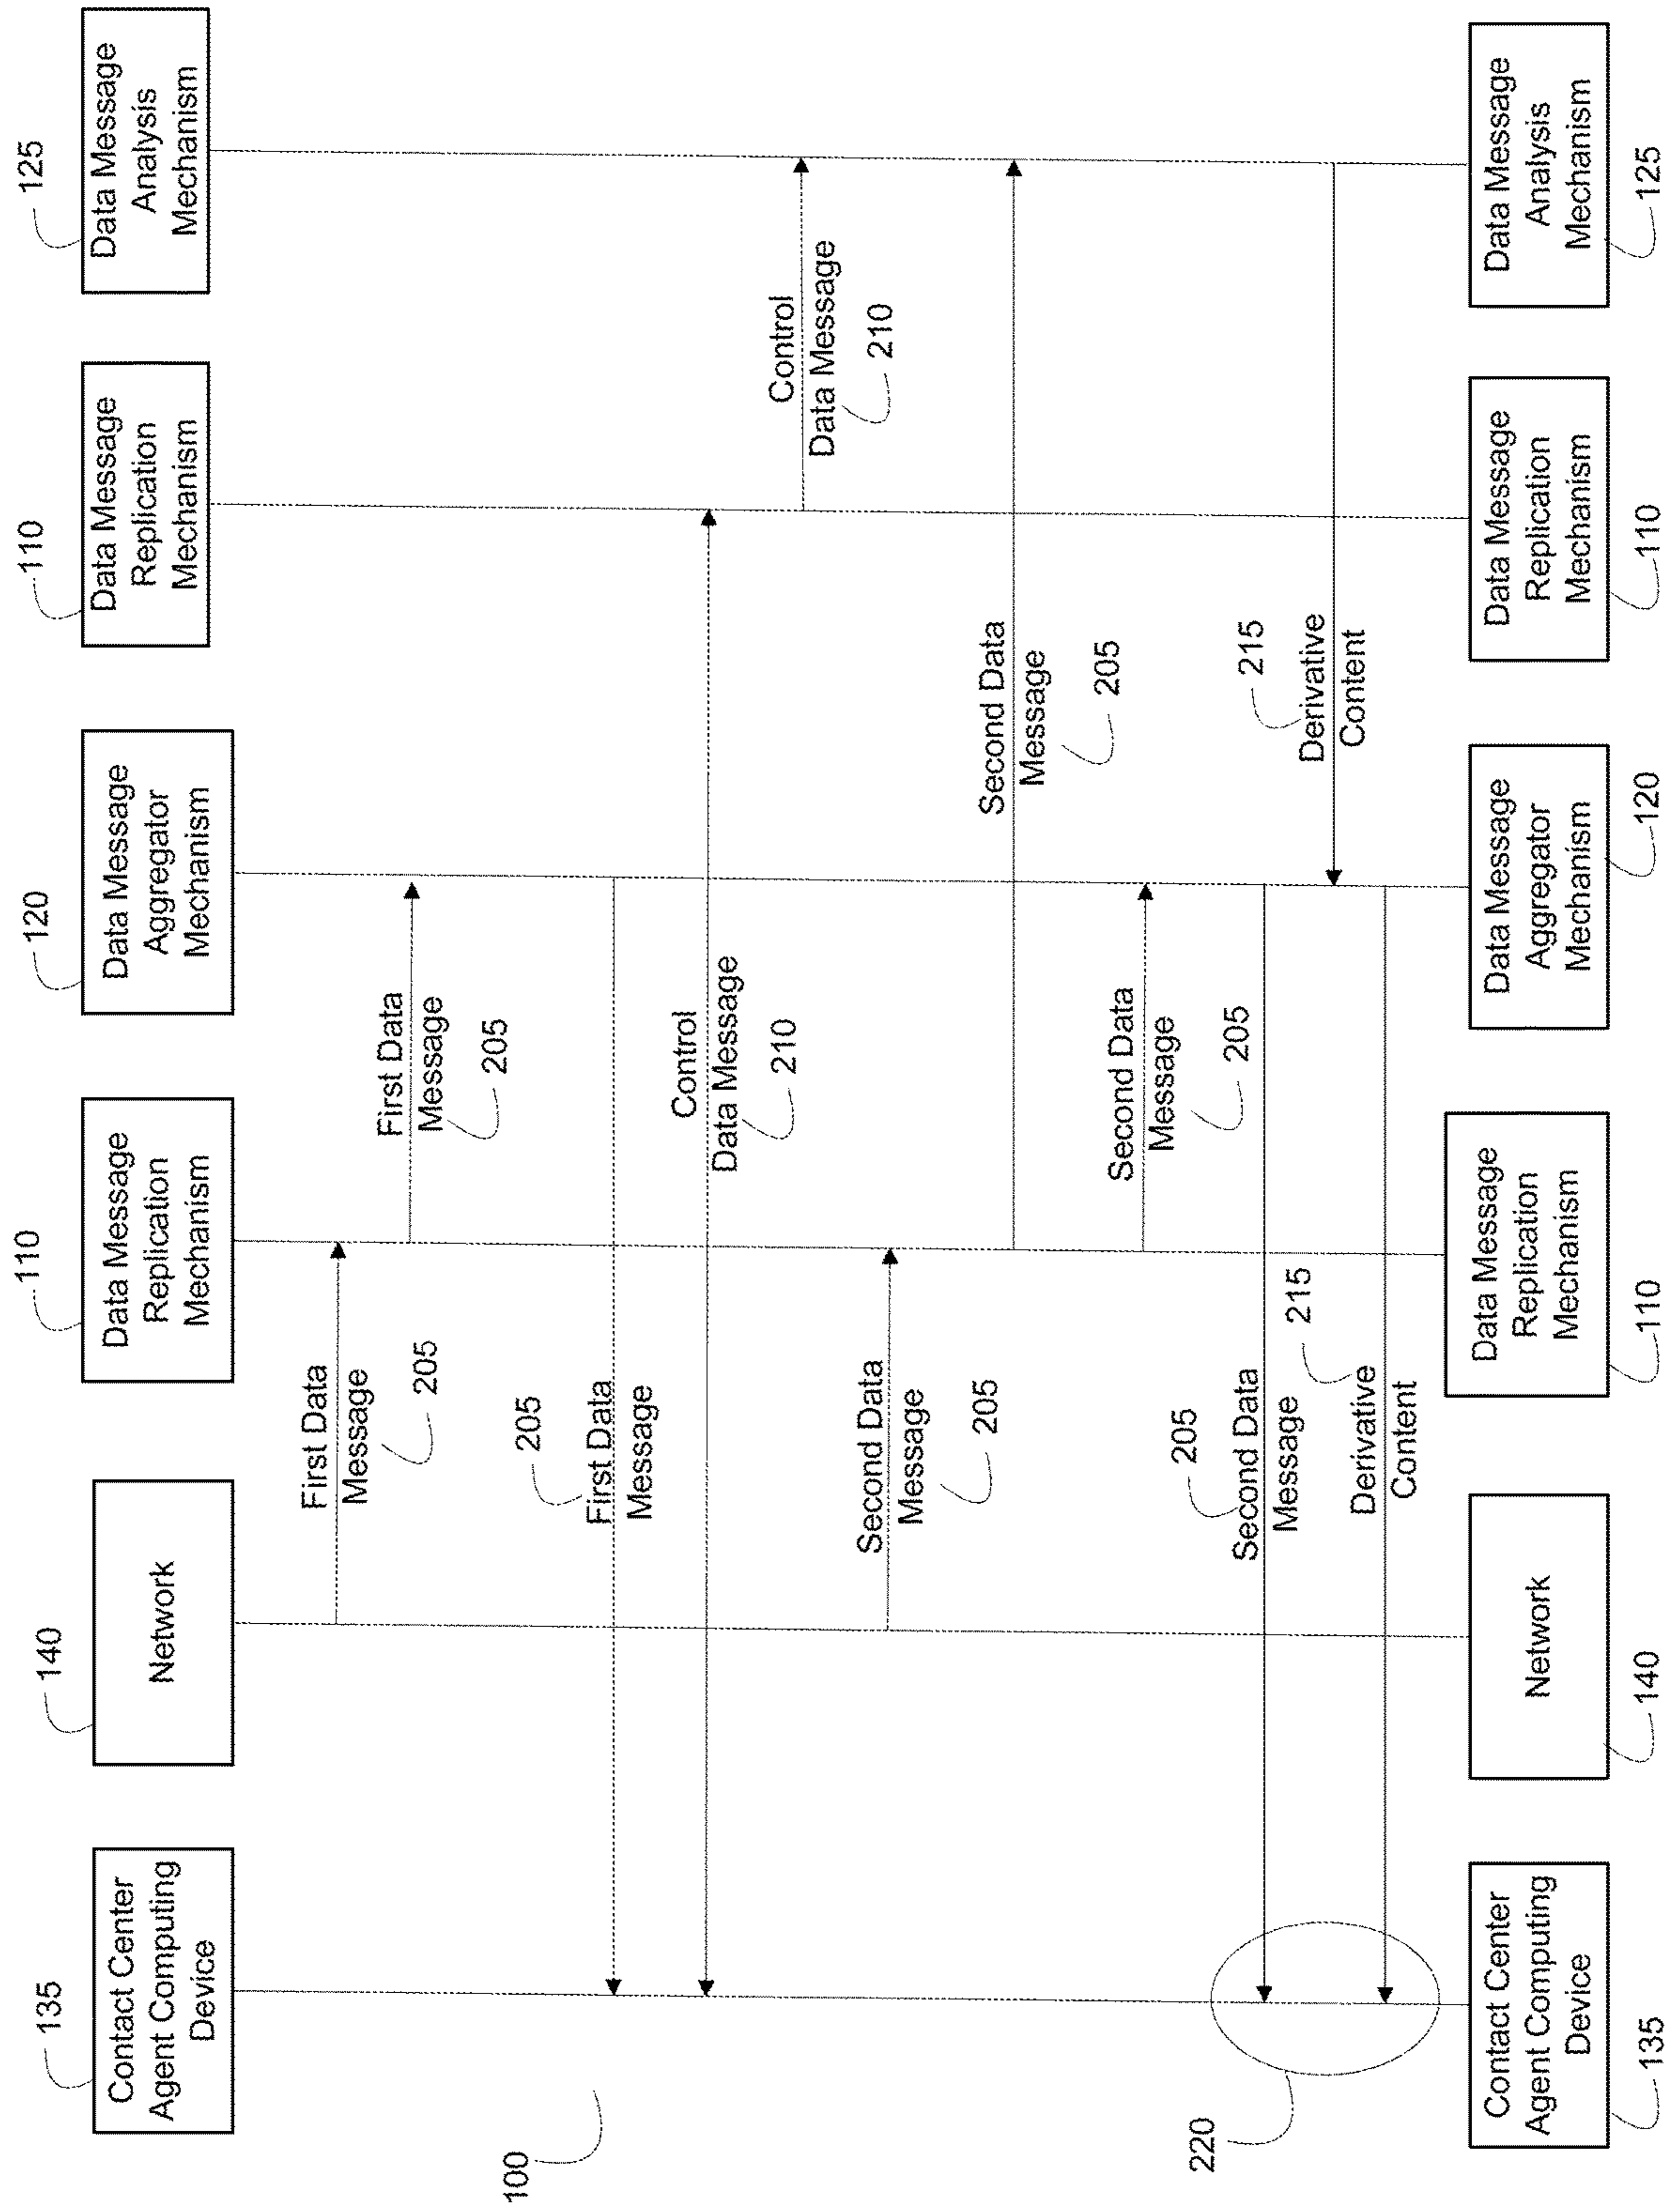 135
Contact Center
Agent Computing
Device
140
Network
110
Data Message
Replication
Mechanism
120
Data Message
Aggregator
Mechanism
110
Data Message
Replication
Mechanism
125
Data Message
Analysis
Mechanism
First Data
Message
205
First Data
Message
205
205
First Data
Message
100
Control
Data Message
210
Control
Data Message
210
Second Data
Message
205
Second Data
Message
205
Second Data
Message
205
205
Second Data
Message
215
Derivative
Content
215
Derivative
Content
220
Contact Center
Agent Computing
Device
135
Network
140
Data Message
Replication
Mechanism
110
Data Message
Aggregator
Mechanism
120
Data Message
Replication
Mechanism
110
Data Message
Analysis
Mechanism
125